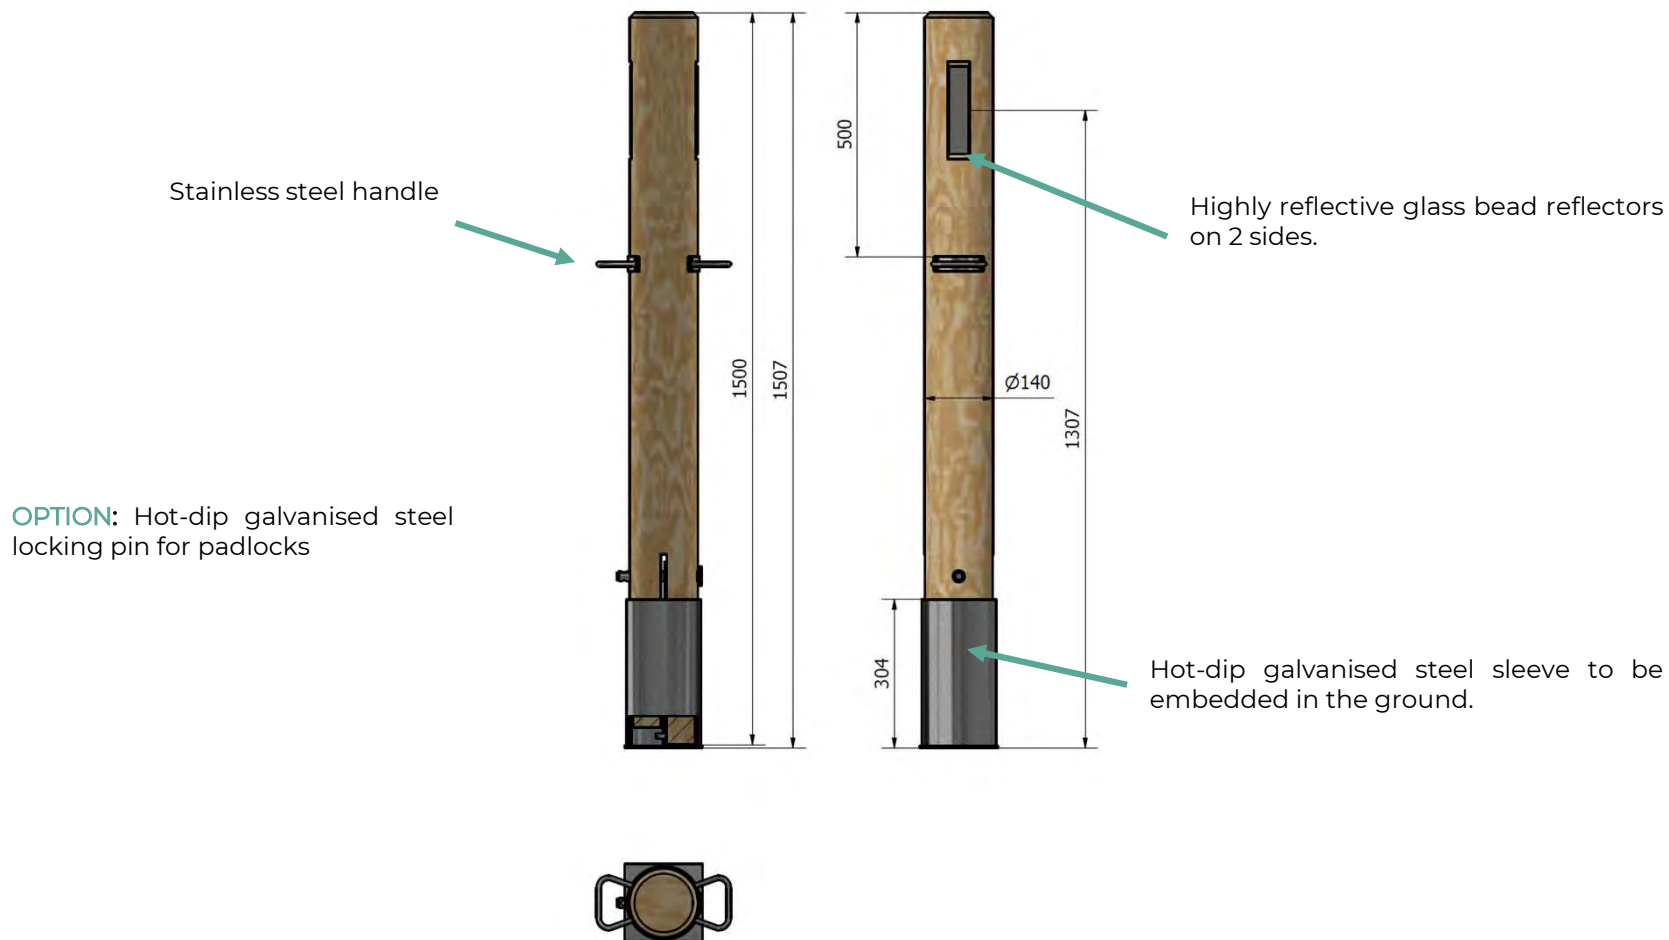 500
Stainless steel handle
Highly reflective glass bead reflectors
on 2 sides.
1500
1507
Ø140
1307
OPTION: Hot-dip galvanised steel
locking pin for padlocks
304
Hot-dip galvanised steel sleeve to be
embedded in the ground.